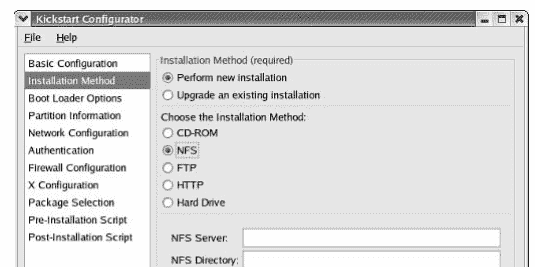 Kickstart Configurator
File Help
Basic Configuration
Installation Method
Boot Loader Options
Partition Information
Network Configuration
Authentication
Firewall Configuration
X Configuration
Package Selection
Pre-Installation Script
Post-Installation Script
Installation Method (required)
Perform new installation
Upgrade an existing installation
Choose the Installation Method:
CD-ROM
NFS
FTP
HTTP
Hard Drive
NFS Server:
NFS Directory: